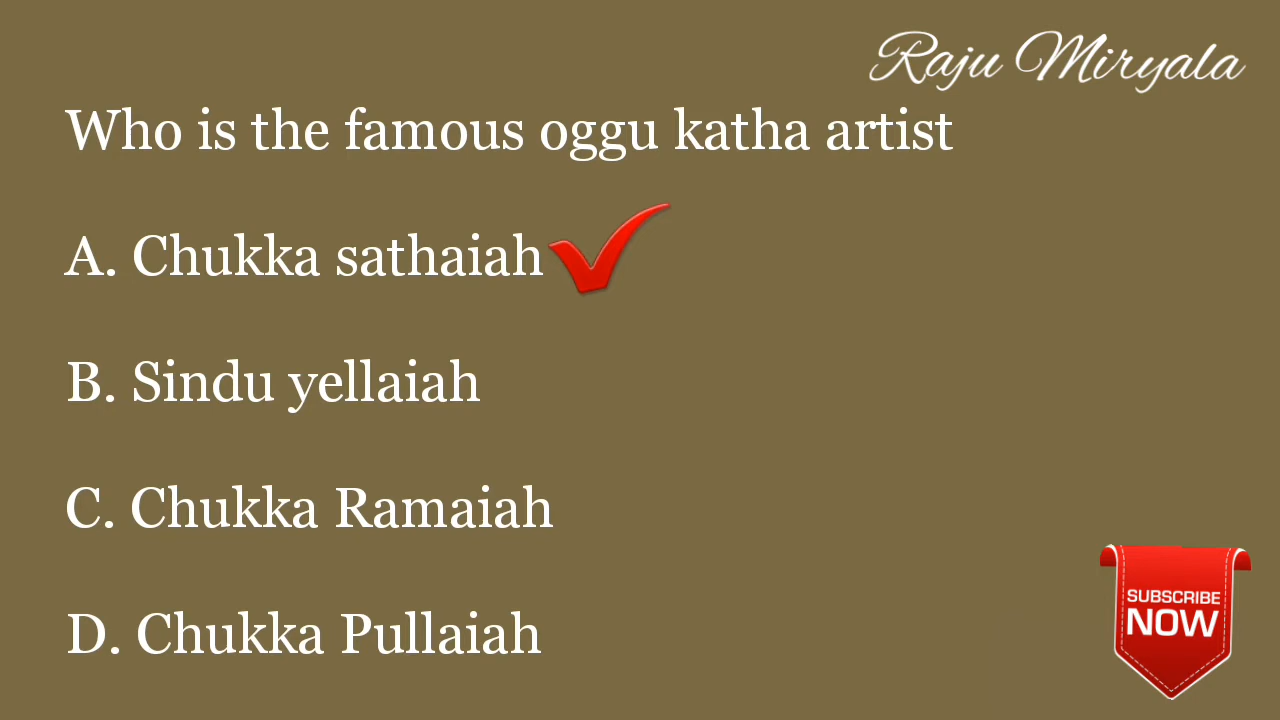 Raju Miryala
Who is the famous oggu katha artist
A. Chukka sathaiah
B. Sindu yellaiah
C. Chukka Ramaiah
D. Chukka Pullaiah
SUBSCRIBE
NOW